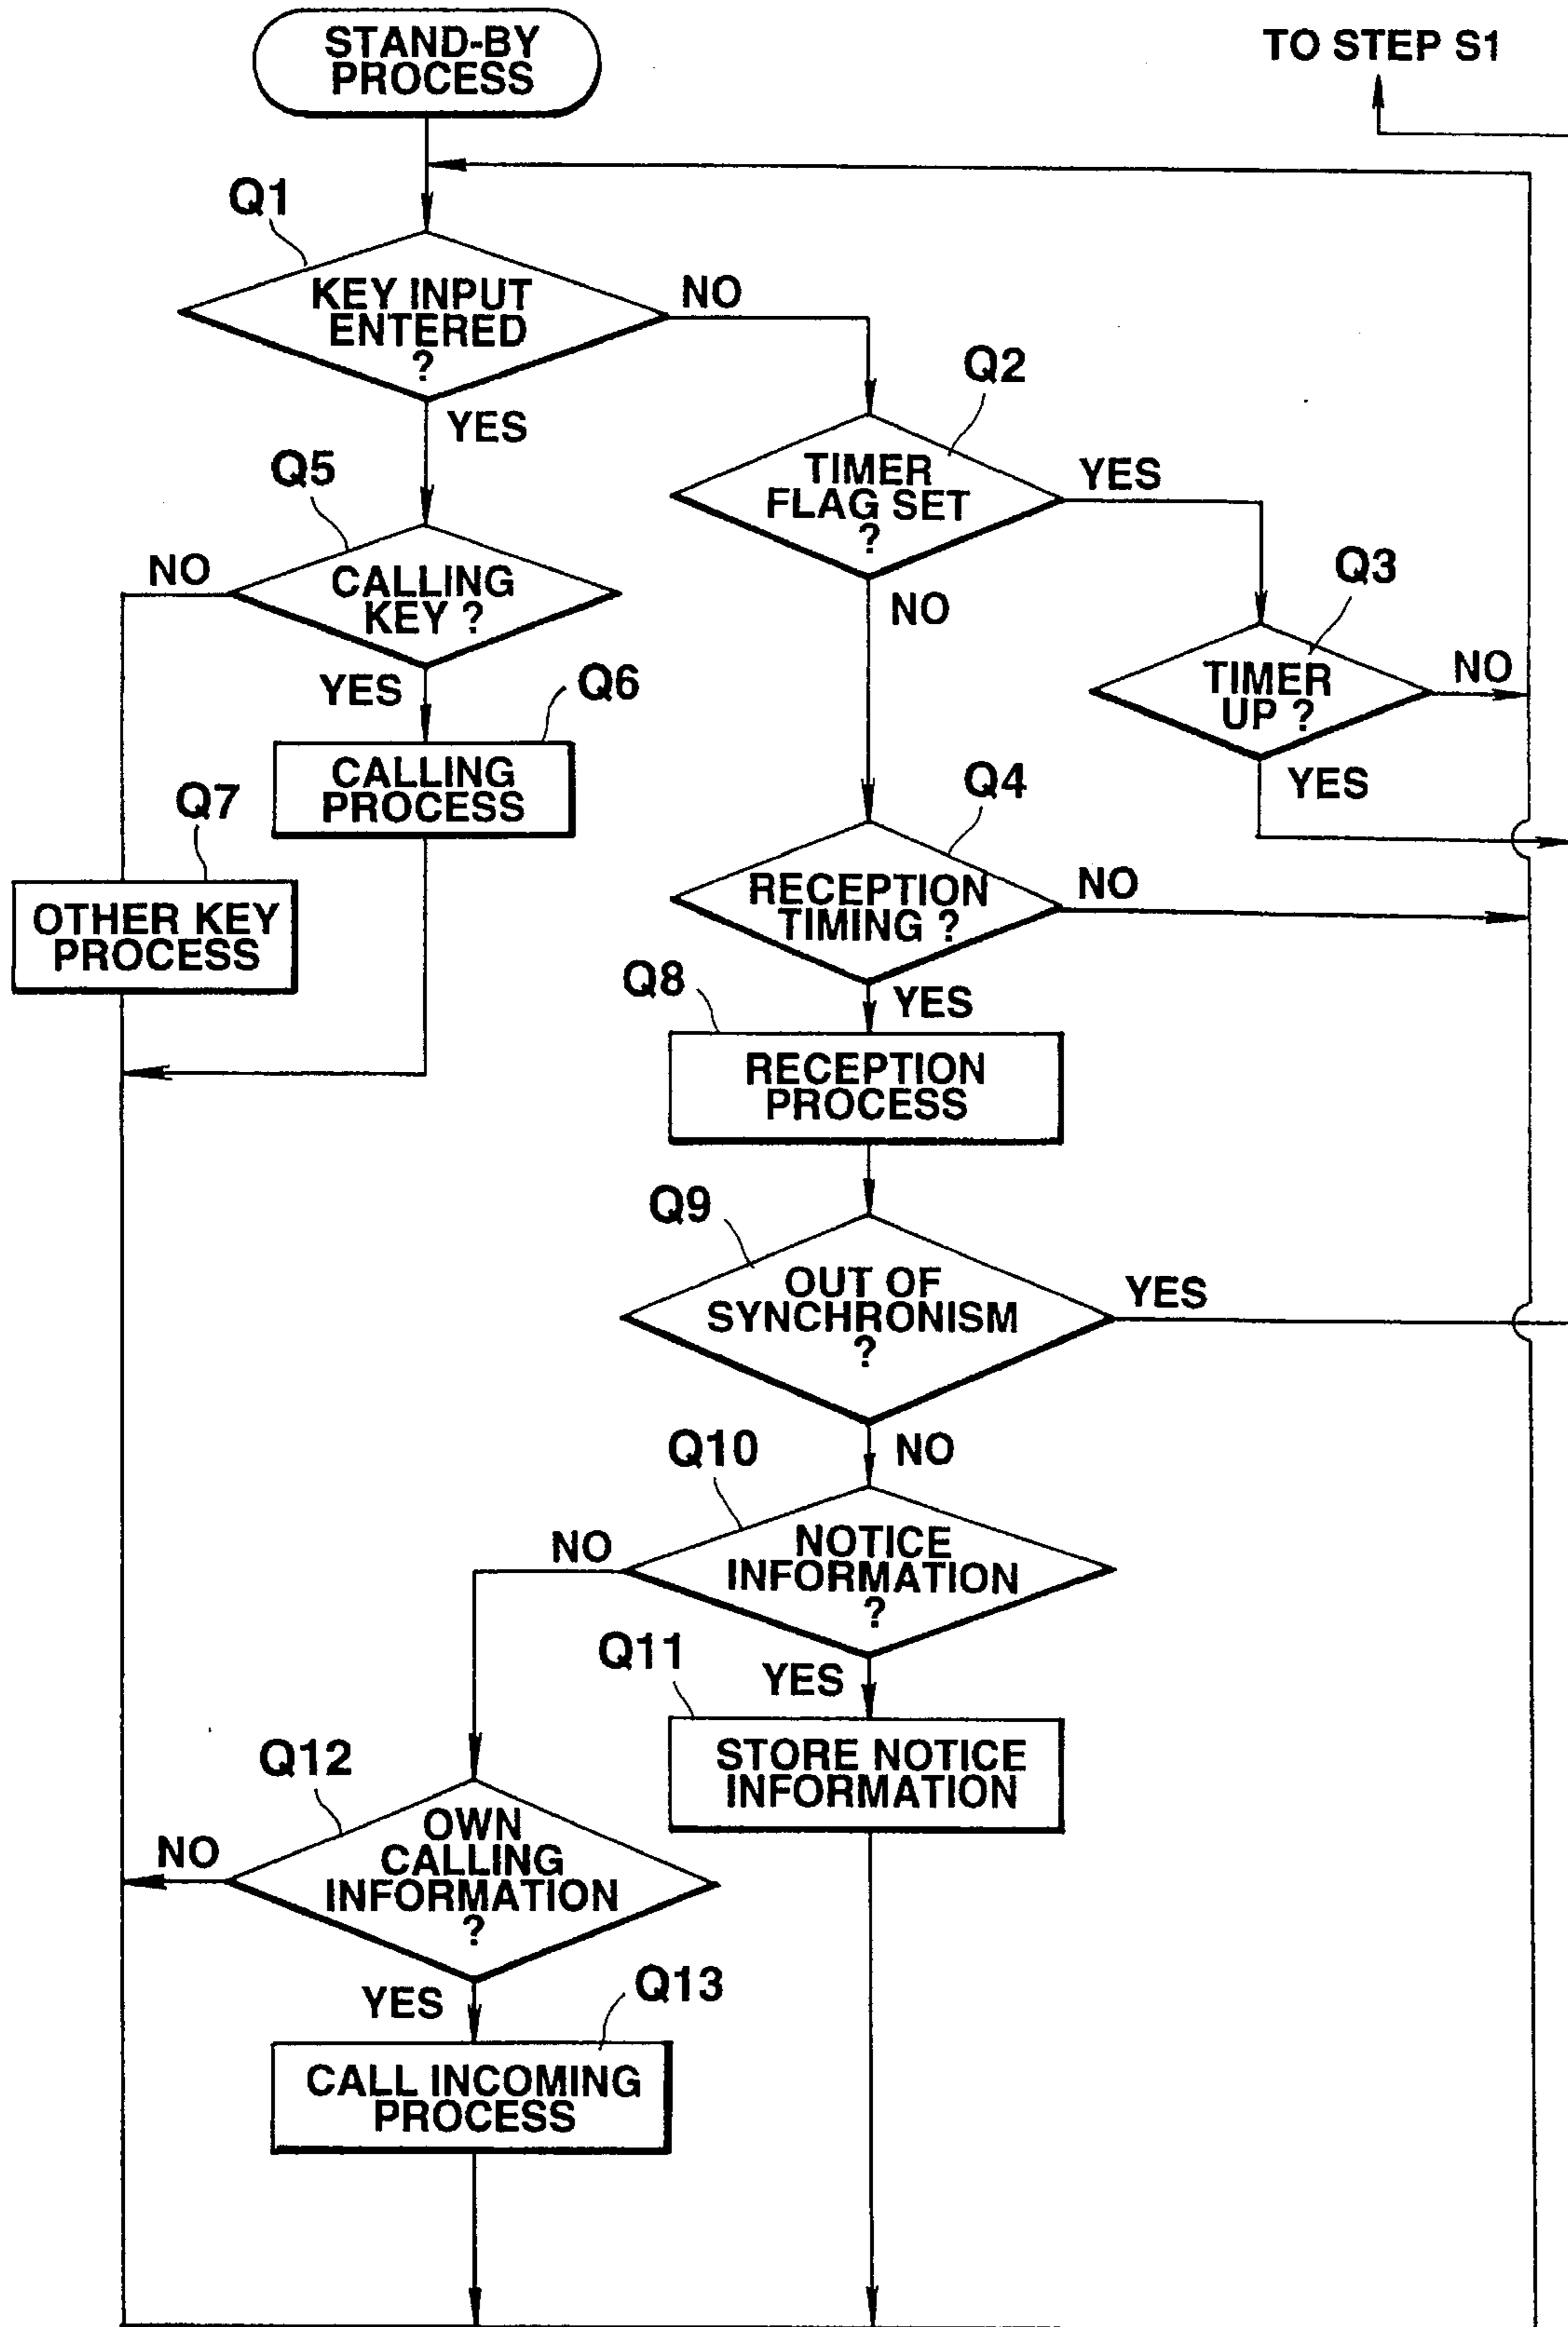 STAND-BY
PROCESS
TO STEP S1
Q1
KEY INPUT
ENTERED
?
NO
YES
Q2
TIMER
FLAG SET
?
YES
NO
Q3
TIMER
UP ?
NO
YES
Q5
CALLING
KEY ?
NO
YES
Q6
CALLING
PROCESS
Q7
OTHER KEY
PROCESS
Q4
RECEPTION
TIMING ?
NO
YES
Q8
RECEPTION
PROCESS
Q9
OUT OF
SYNCHRONISM
?
YES
NO
Q10
NOTICE
INFORMATION
?
NO
YES
Q11
STORE NOTICE
INFORMATION
Q12
OWN
CALLING
INFORMATION
?
NO
YES
Q13
CALL INCOMING
PROCESS